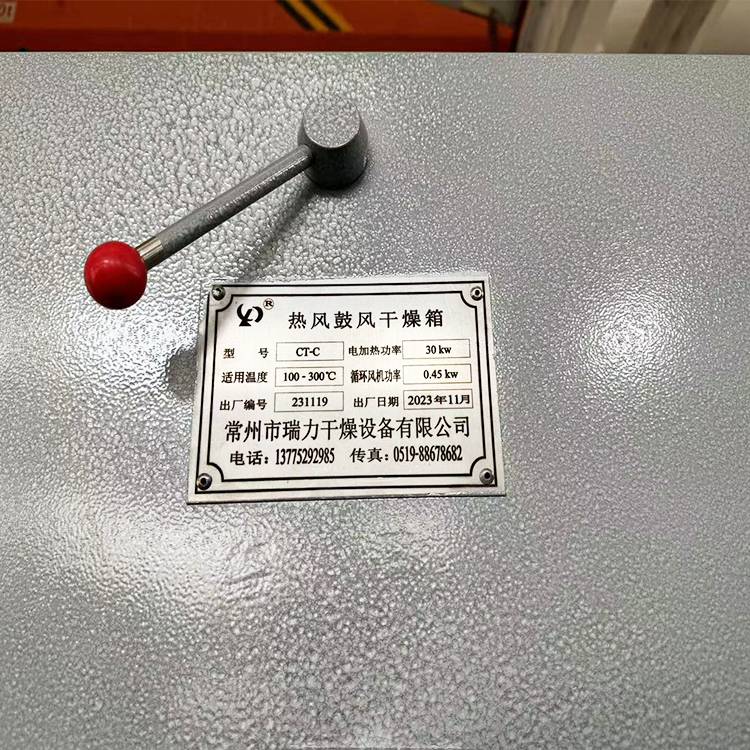 ®
热风鼓风干燥箱
型 号 CT-C 电加热功率 30 kw
适用温度 100-300℃ 循环风机功率 0.45 kw
出厂编号 231119 出厂日期 2023年11月
常州市瑞力干燥设备有限公司
电话：13775292985 传真：0519-88678682